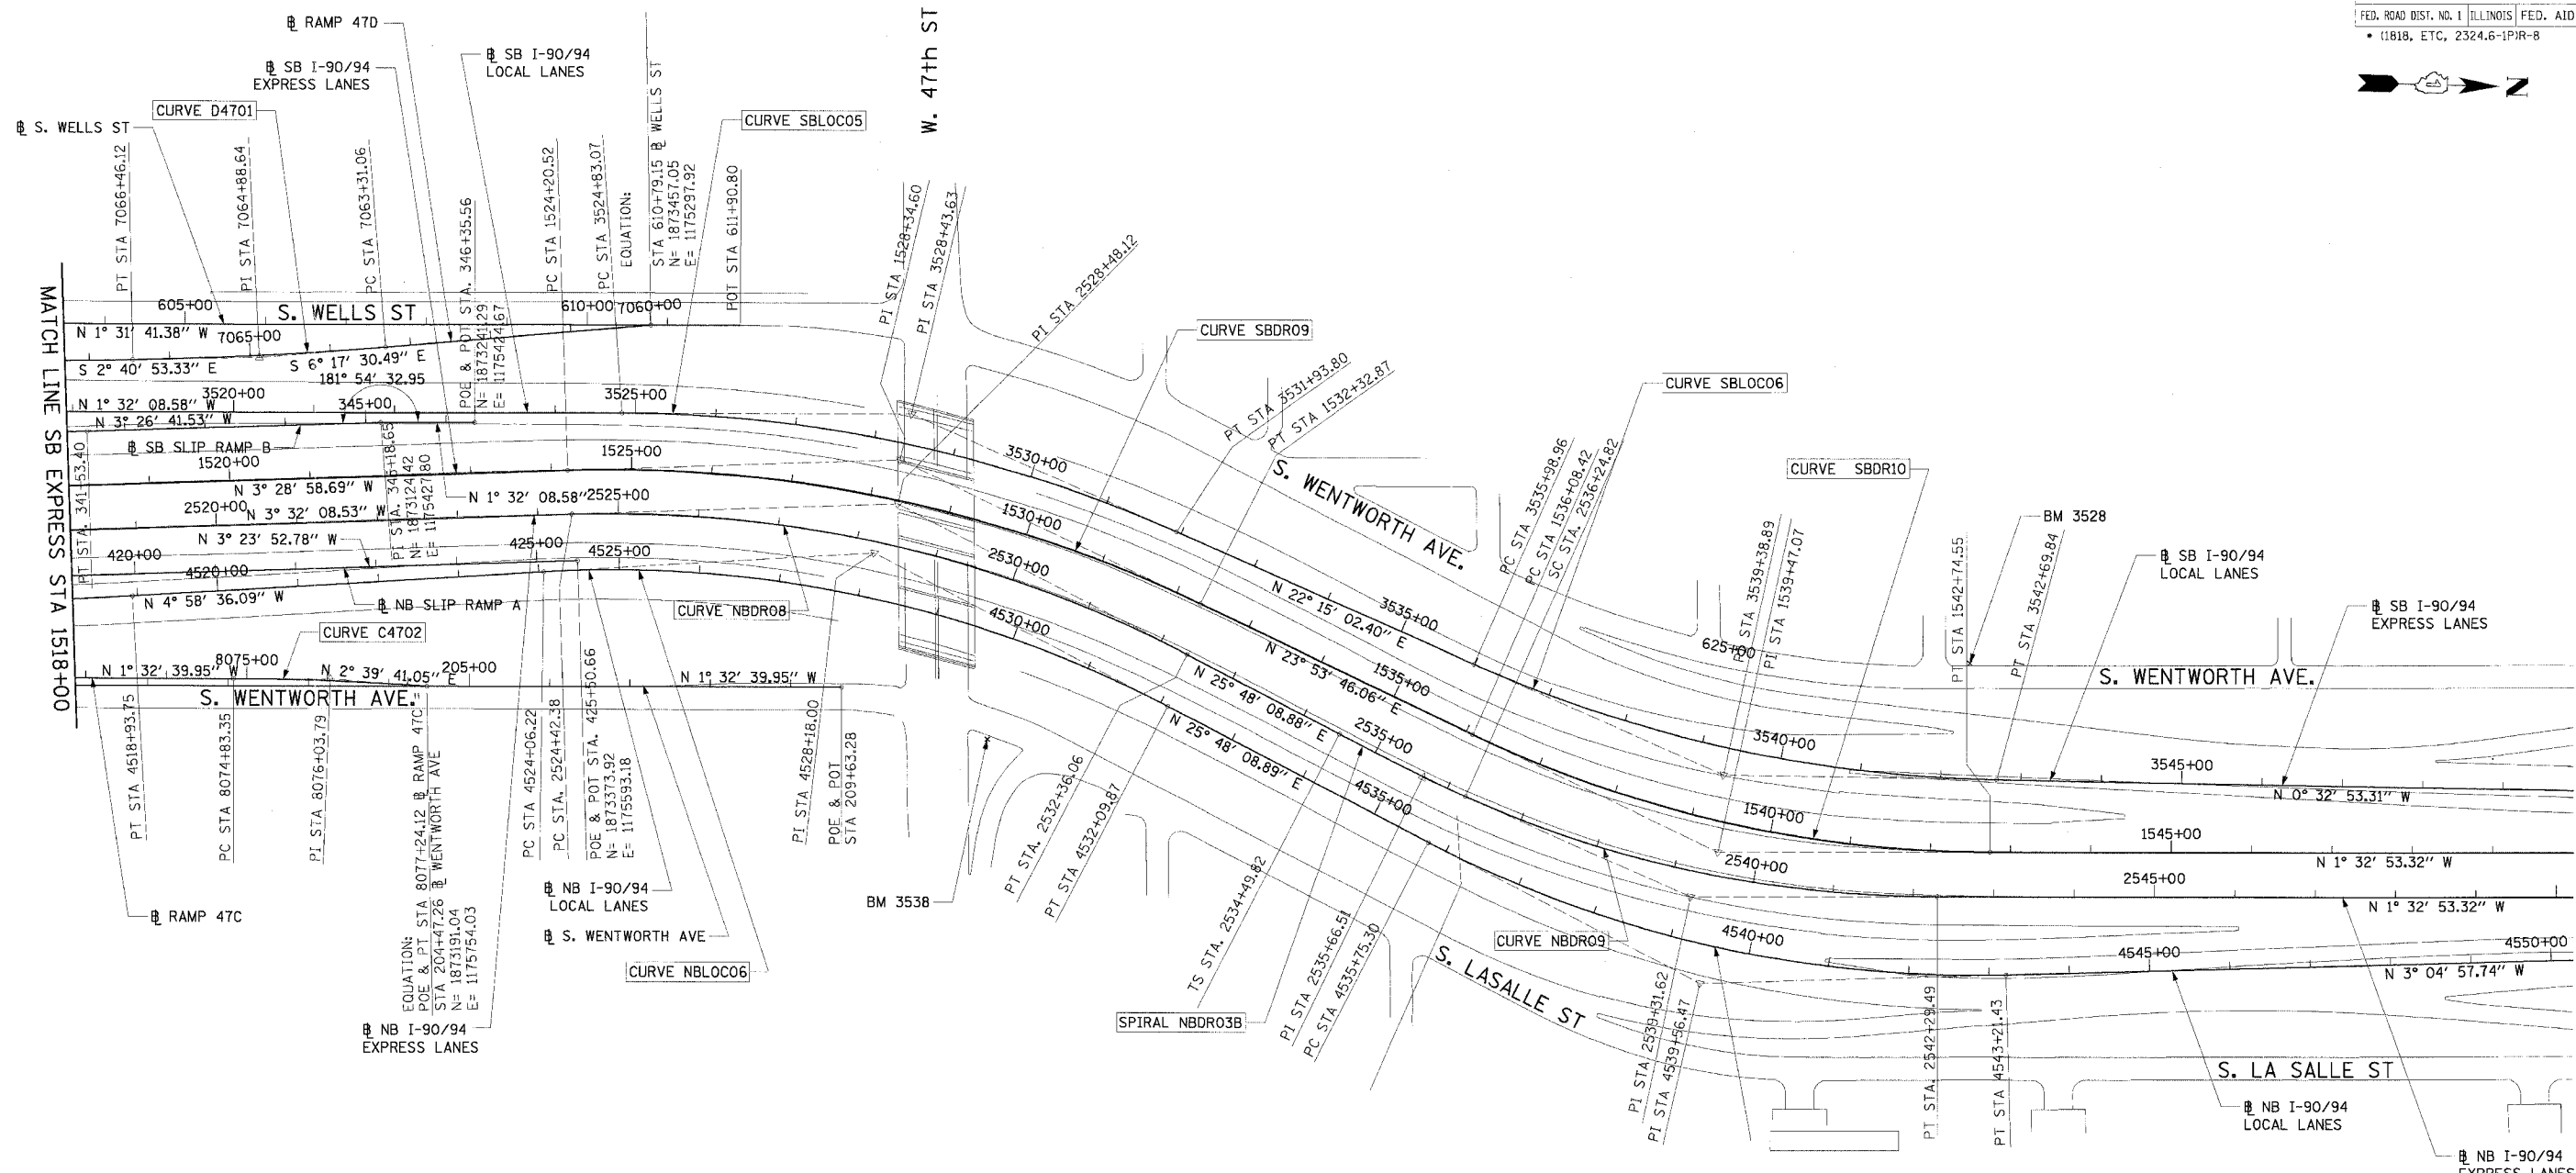 FED. ROAD DIST. NO. 1 ILLINOIS FED. AID
• (1818, ETC, 2324.6-1P)R-8
N
W. 47th ST
℄ RAMP 47D
℄ SB I-90/94
LOCAL LANES
℄ SB I-90/94
EXPRESS LANES
CURVE D4701
℄ S. WELLS ST
CURVE SBLOC05
PT STA 7066+46.12
PI STA 7064+88.64
PC STA 7063+31.06
POE & POT STA. 346+35.56
N= 1873241.29
E= 1175424.67
PC STA 1524+20.52
PC STA 3524+83.07
EQUATION:
STA 610+79.15 ℄ WELLS ST
N= 1873457.05
E= 1175297.92
POT STA 611+90.80
PI STA 1528+34.60
PI STA 3528+43.63
PI STA 2528+48.12
CURVE SBDR09
PT STA 3531+93.80
PT STA 1532+32.87
CURVE SBLOC06
PC STA 3535+98.96
PC STA 1536+08.42
SC STA. 2536+24.82
CURVE SBDR10
PI STA 3539+38.89
PI STA 1539+47.07
BM 3528
PT STA 1542+74.55
PT STA 3542+69.84
℄ SB I-90/94
LOCAL LANES
℄ SB I-90/94
EXPRESS LANES
MATCH LINE SB EXPRESS STA 1518+00
605+00
S. WELLS ST
610+00
7060+00
N 1° 31' 41.38" W
7065+00
S 2° 40' 53.33" E
S 6° 17' 30.49" E
181° 54' 32.95
3520+00
345+00
3525+00
N 1° 32' 08.58" W
N 3° 26' 41.53" W
℄ SB SLIP RAMP B
PT STA. 341+53.40
PI STA. 345+18.65
N= 1873124.42
E= 1175427.80
1520+00
1525+00
N 3° 28' 58.69" W
N 1° 32' 08.58"
2520+00
N 3° 32' 08.53" W
2525+00
N 3° 23' 52.78" W
420+00
425+00
4525+00
4520+00
N 4° 58' 36.09" W
℄ NB SLIP RAMP A
CURVE NBDR08
CURVE C4702
8075+00
N 1° 32' 39.95" W
N 2° 39' 41.05" E
205+00
N 1° 32' 39.95" W
S. WENTWORTH AVE.
3530+00
1530+00
2530+00
4530+00
S. WENTWORTH AVE.
N 22° 15' 02.40" E
3535+00
N 23° 53' 46.06" E
1535+00
N 25° 48' 08.88" E
2535+00
N 25° 48' 08.89" E
4535+00
625+00
3540+00
1540+00
2540+00
4540+00
S. WENTWORTH AVE.
3545+00
N 0° 32' 53.31" W
1545+00
N 1° 32' 53.32" W
2545+00
N 1° 32' 53.32" W
4545+00
4550+00
N 3° 04' 57.74" W
PT STA 4518+93.75
PC STA 8074+83.35
PI STA 8076+03.79
EQUATION:
POE & PT STA 8077+24.12 ℄ RAMP 47C
STA 204+47.26 ℄ WENTWORTH AVE
N= 1873191.04
E= 1175754.03
PC STA 4524+06.22
PC STA. 2524+42.38
POE & POT STA. 425+50.66
N= 1873373.92
E= 1175593.18
PI STA 4528+18.00
POE & POT
STA 209+63.28
℄ RAMP 47C
℄ NB I-90/94
LOCAL LANES
℄ S. WENTWORTH AVE
CURVE NBLOC06
℄ NB I-90/94
EXPRESS LANES
BM 3538
PT STA. 2532+36.06
PT STA 4532+09.87
TS STA. 2534+49.82
SPIRAL NBDR03B
PI STA 2535+66.51
PC STA 4535+75.30
CURVE NBDR09
S. LASALLE ST
PI STA 2539+31.62
PI STA 4539+56.47
PT STA. 2542+29.49
PT STA 4543+21.43
S. LA SALLE ST
℄ NB I-90/94
LOCAL LANES
℄ NB I-90/94
EXPRESS LANES